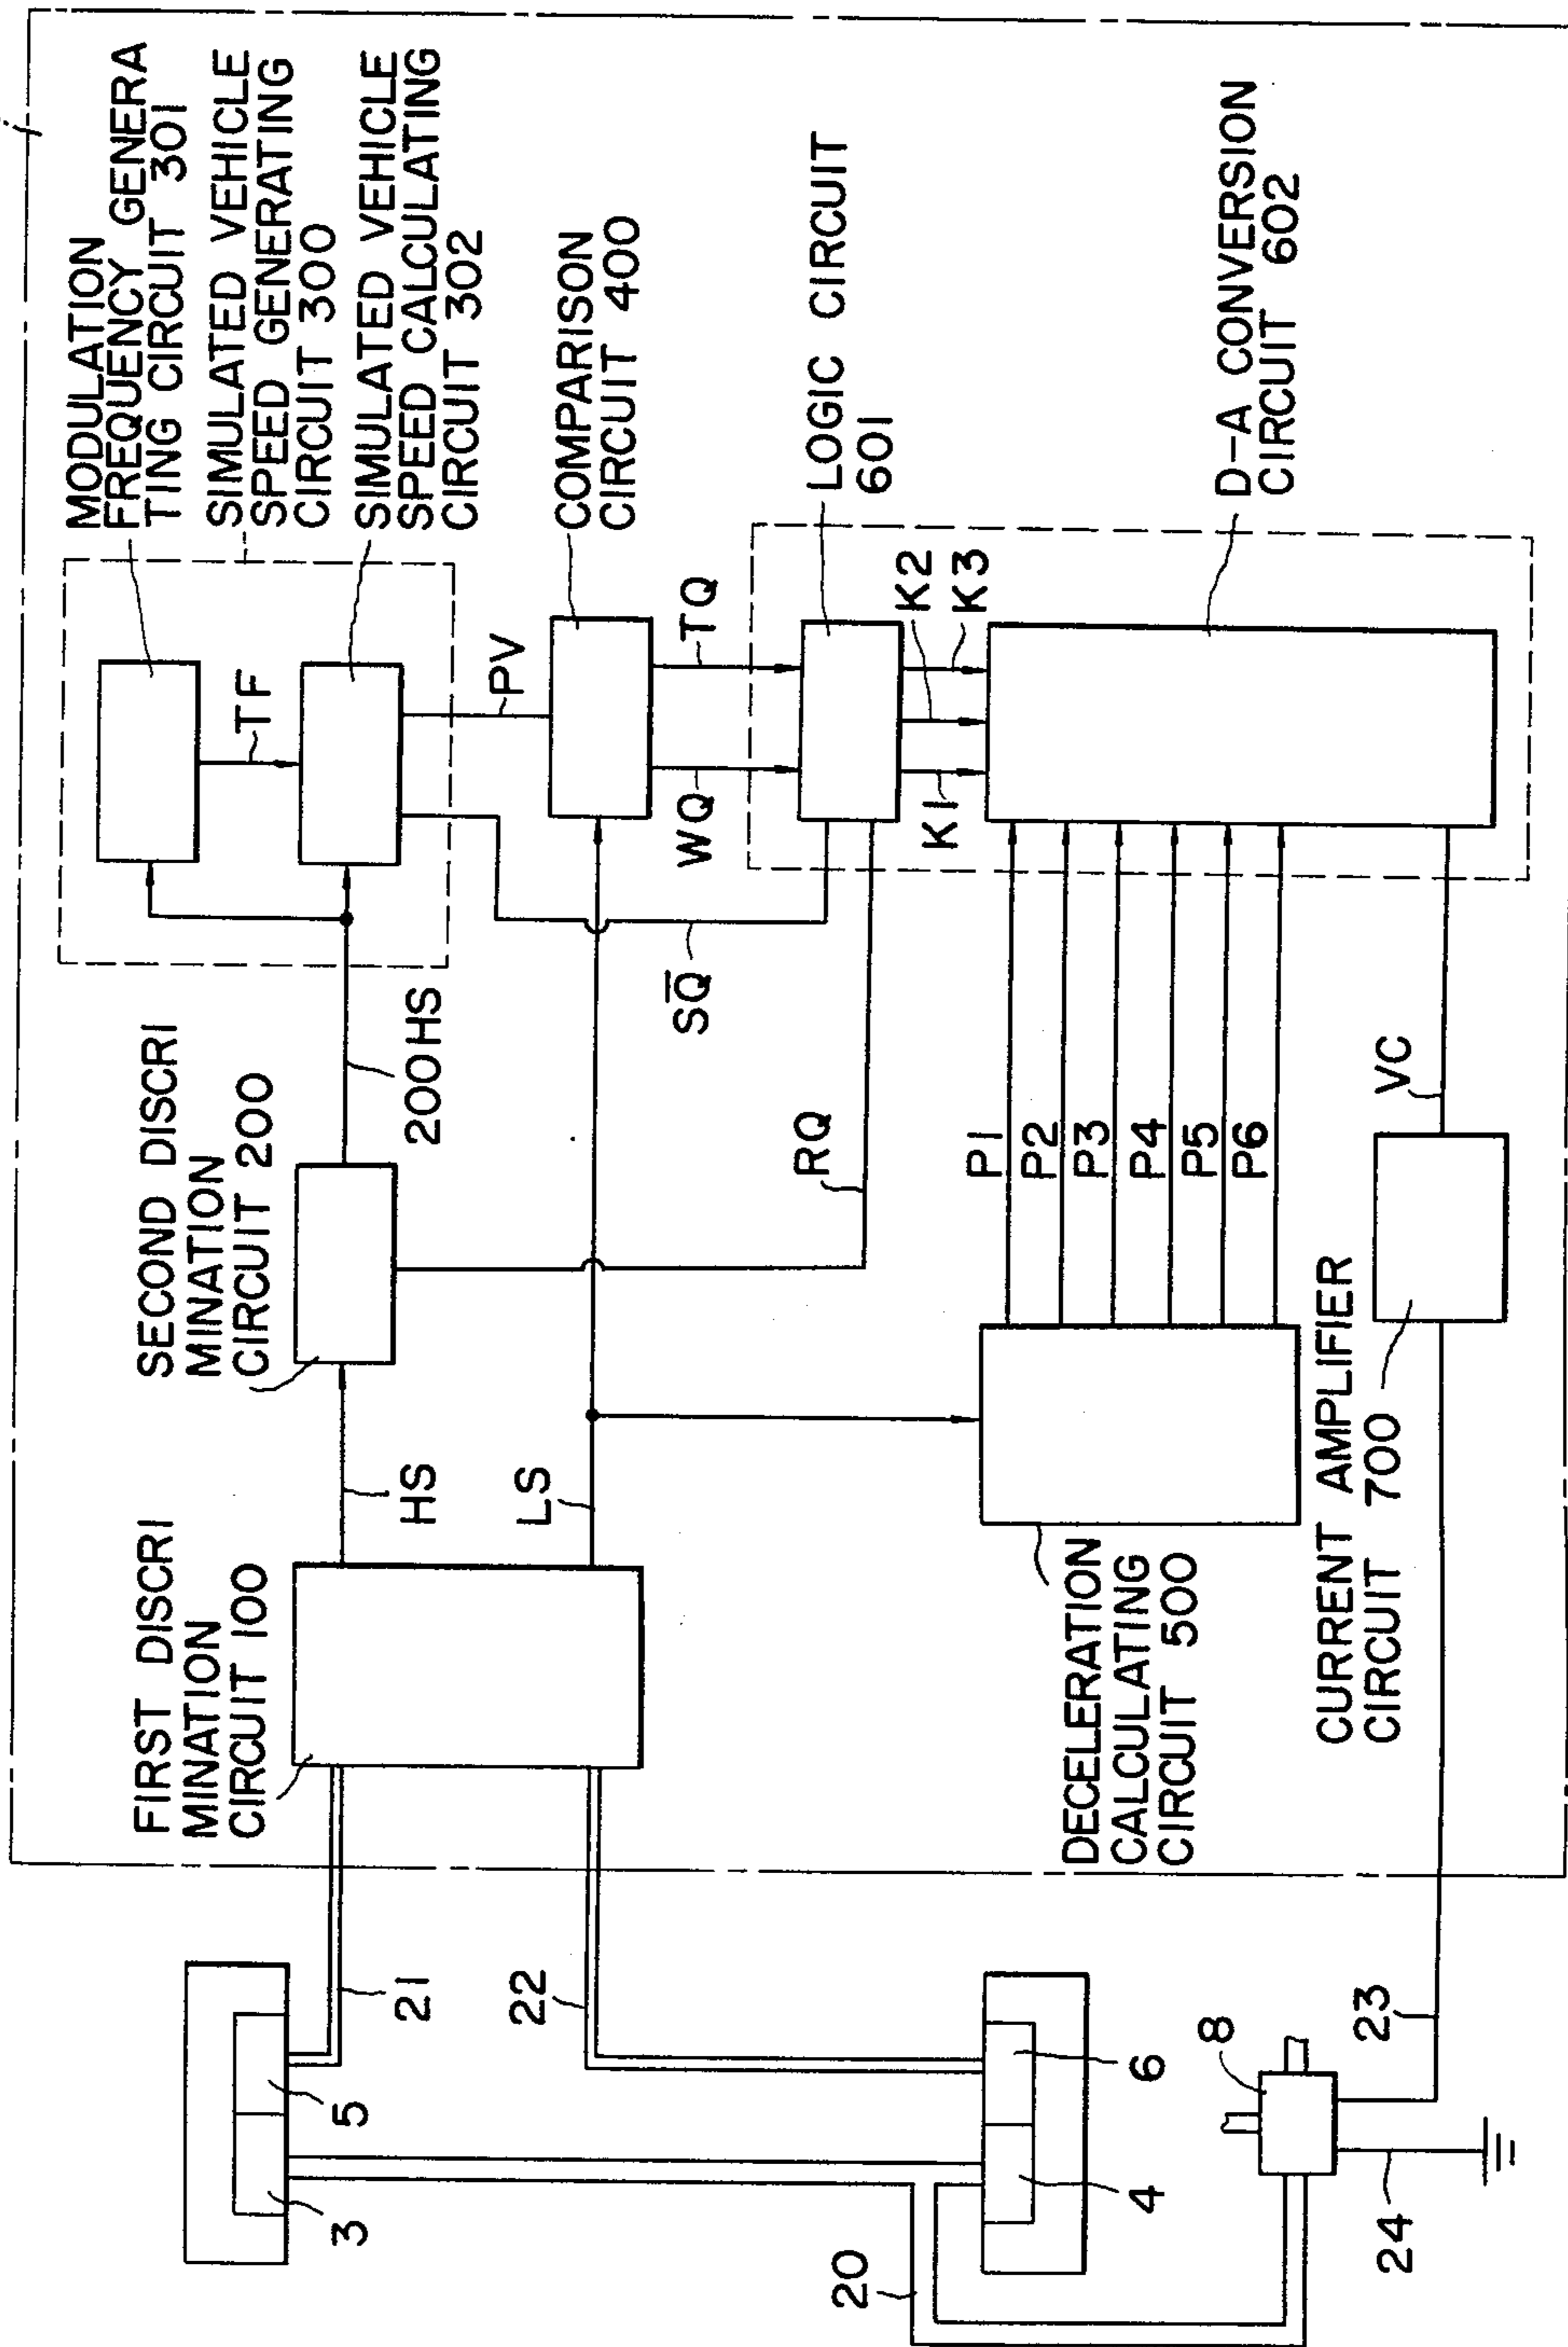 FIRST DISCRI
MINATION
CIRCUIT 100
SECOND DISCRI
MINATION
CIRCUIT 200
MODULATION
FREQUENCY GENERA
TING CIRCUIT 301
SIMULATED VEHICLE
SPEED GENERATING
CIRCUIT 300
SIMULATED VEHICLE
SPEED CALCULATING
CIRCUIT 302
COMPARISON
CIRCUIT 400
LOGIC CIRCUIT
601
D-A CONVERSION
CIRCUIT 602
DECELERATION
CALCULATING
CIRCUIT 500
CURRENT AMPLIFIER
CIRCUIT 700
HS
LS
200HS
TF
PV
SQ̅
RQ
WQ
TQ
K1
K2
K3
P1
P2
P3
P4
P5
P6
VC
3
5
21
22
4
6
20
8
23
24